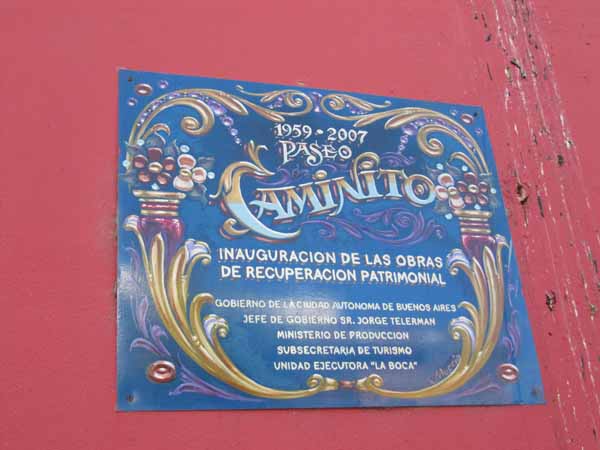 1959 • 2007
PASEO
CAMINITO
INAUGURACION DE LAS OBRAS
DE RECUPERACION PATRIMONIAL
GOBIERNO DE LA CIUDAD AUTONOMA DE BUENOS AIRES
JEFE DE GOBIERNO SR. JORGE TELERMAN
MINISTERIO DE PRODUCCION
SUBSECRETARIA DE TURISMO
UNIDAD EJECUTORA "LA BOCA"